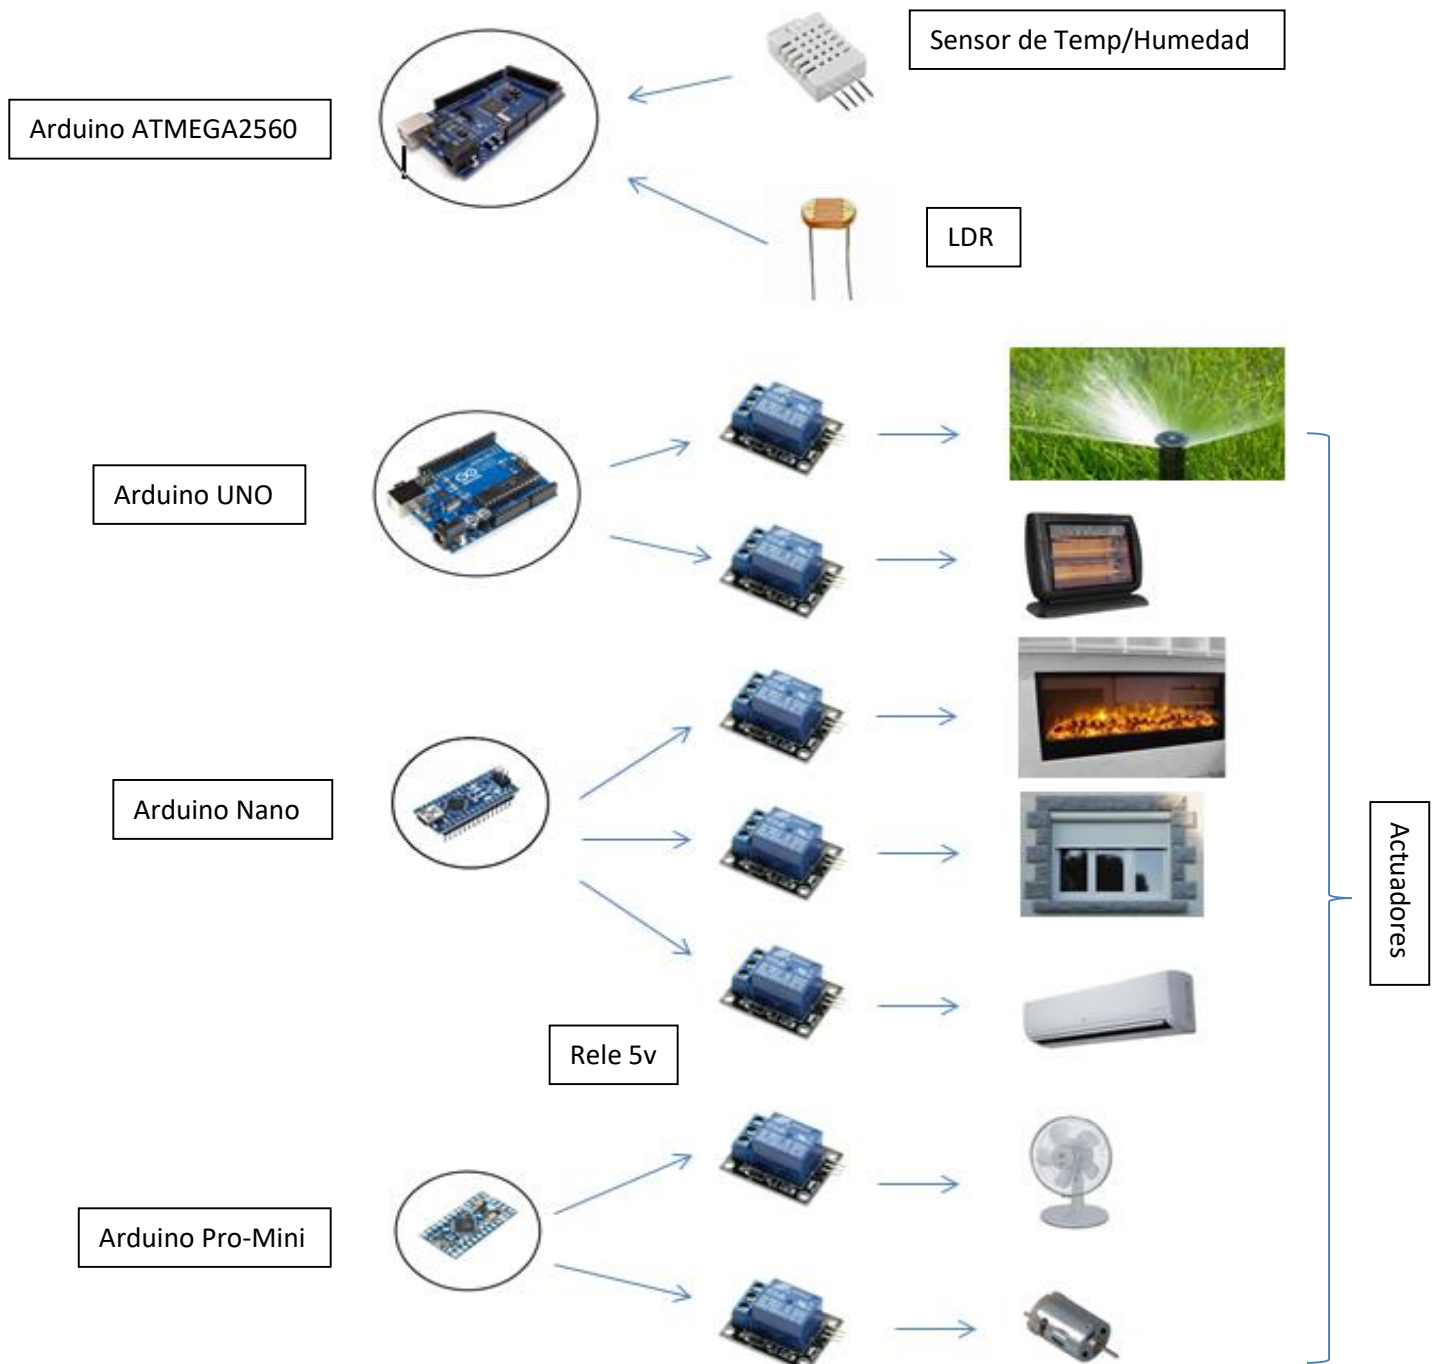 Sensor de Temp/Humedad
Arduino ATMEGA2560
LDR
Arduino UNO
Arduino Nano
Actuadores
Rele 5v
Arduino Pro-Mini